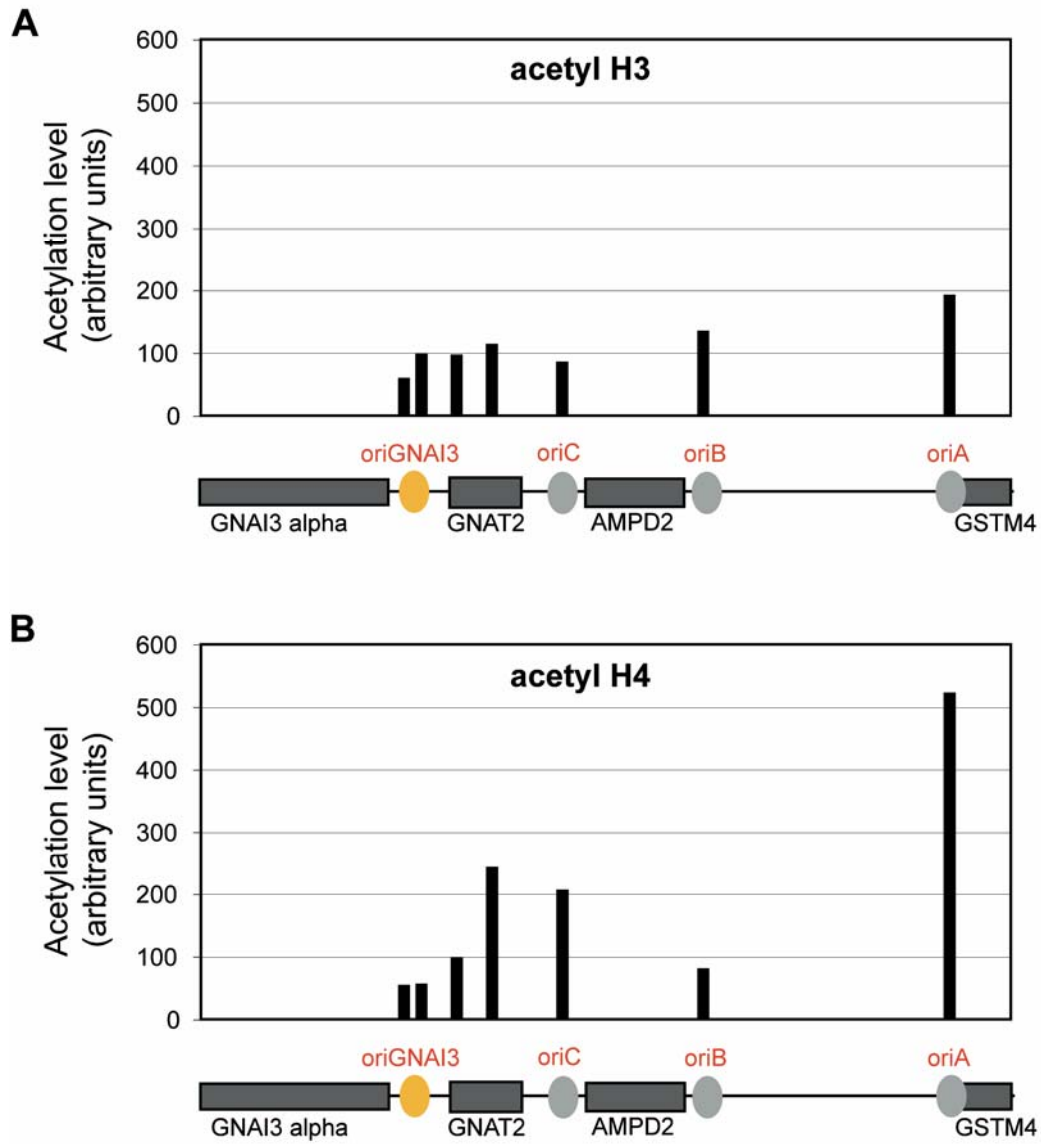 A
acetyl H3
Acetylation level
(arbitrary units)
600
500
400
300
200
100
0
oriGNAI3 oriC oriB oriA
GNAI3 alpha GNAT2 AMPD2 GSTM4
B
acetyl H4
Acetylation level
(arbitrary units)
600
500
400
300
200
100
0
oriGNAI3 oriC oriB oriA
GNAI3 alpha GNAT2 AMPD2 GSTM4